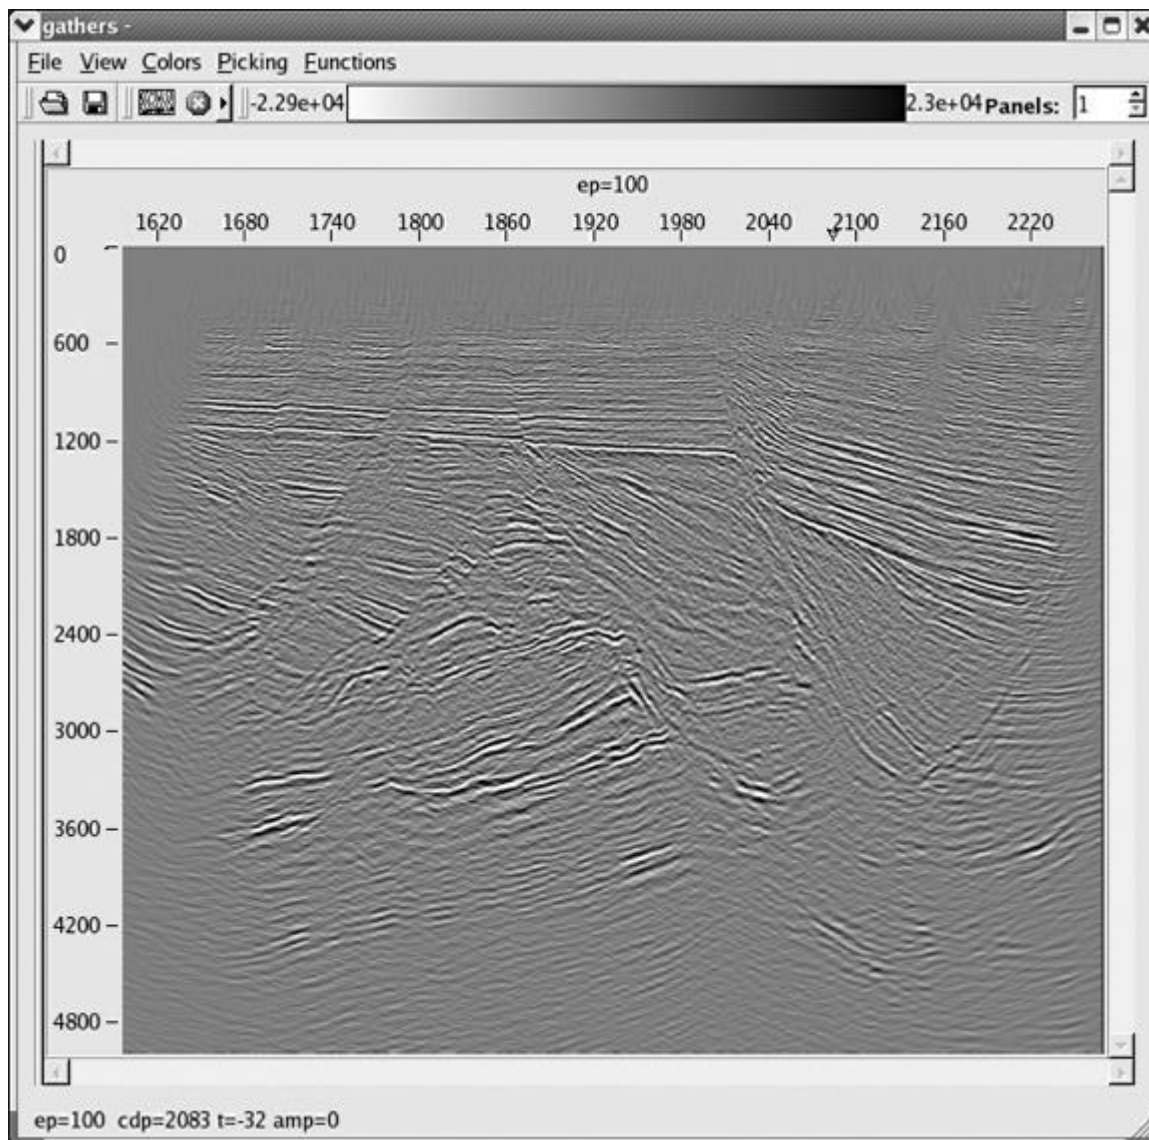 gathers -
File View Colors Picking Functions
-2.29e+04 2.3e+04 Panels: 1
ep=100
1620 1680 1740 1800 1860 1920 1980 2040 2100 2160 2220
0
600
1200
1800
2400
3000
3600
4200
4800
ep=100 cdp=2083 t=-32 amp=0